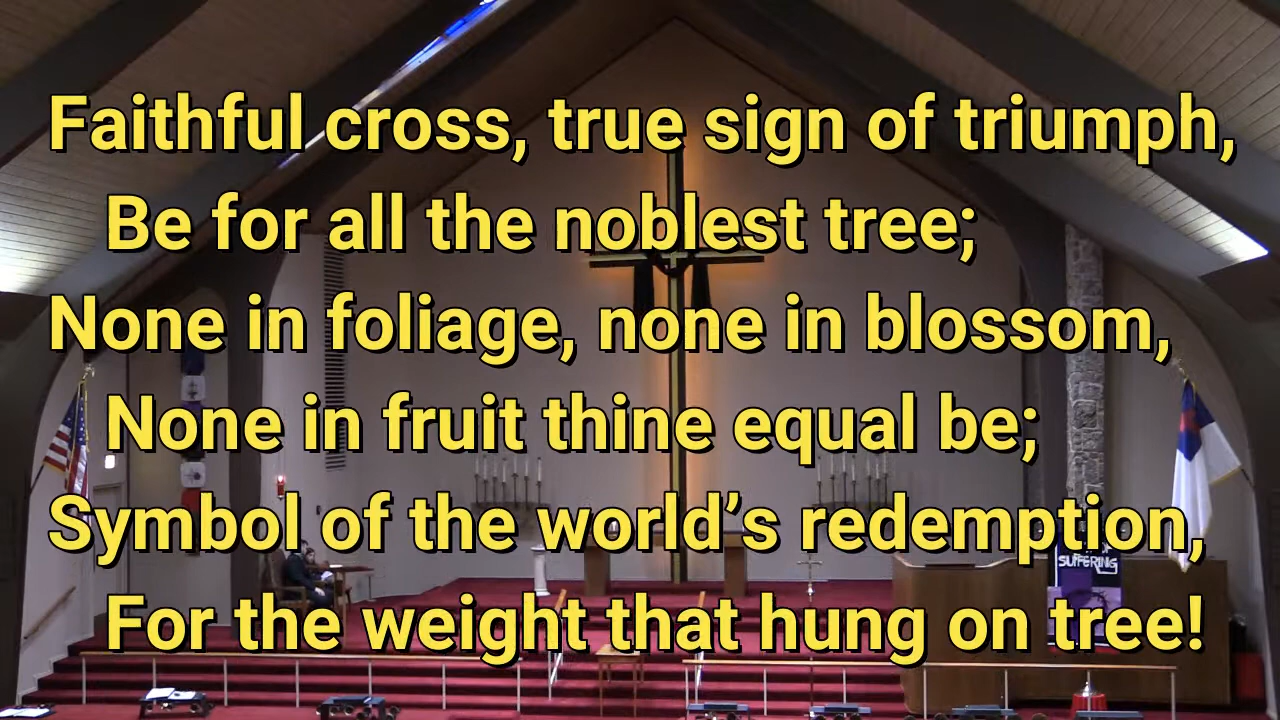 Faithful cross, true sign of triumph,
Be for all the noblest tree;
None in foliage, none in blossom,
None in fruit thine equal be;
Symbol of the world’s redemption,
For the weight that hung on tree!
SUFFERING